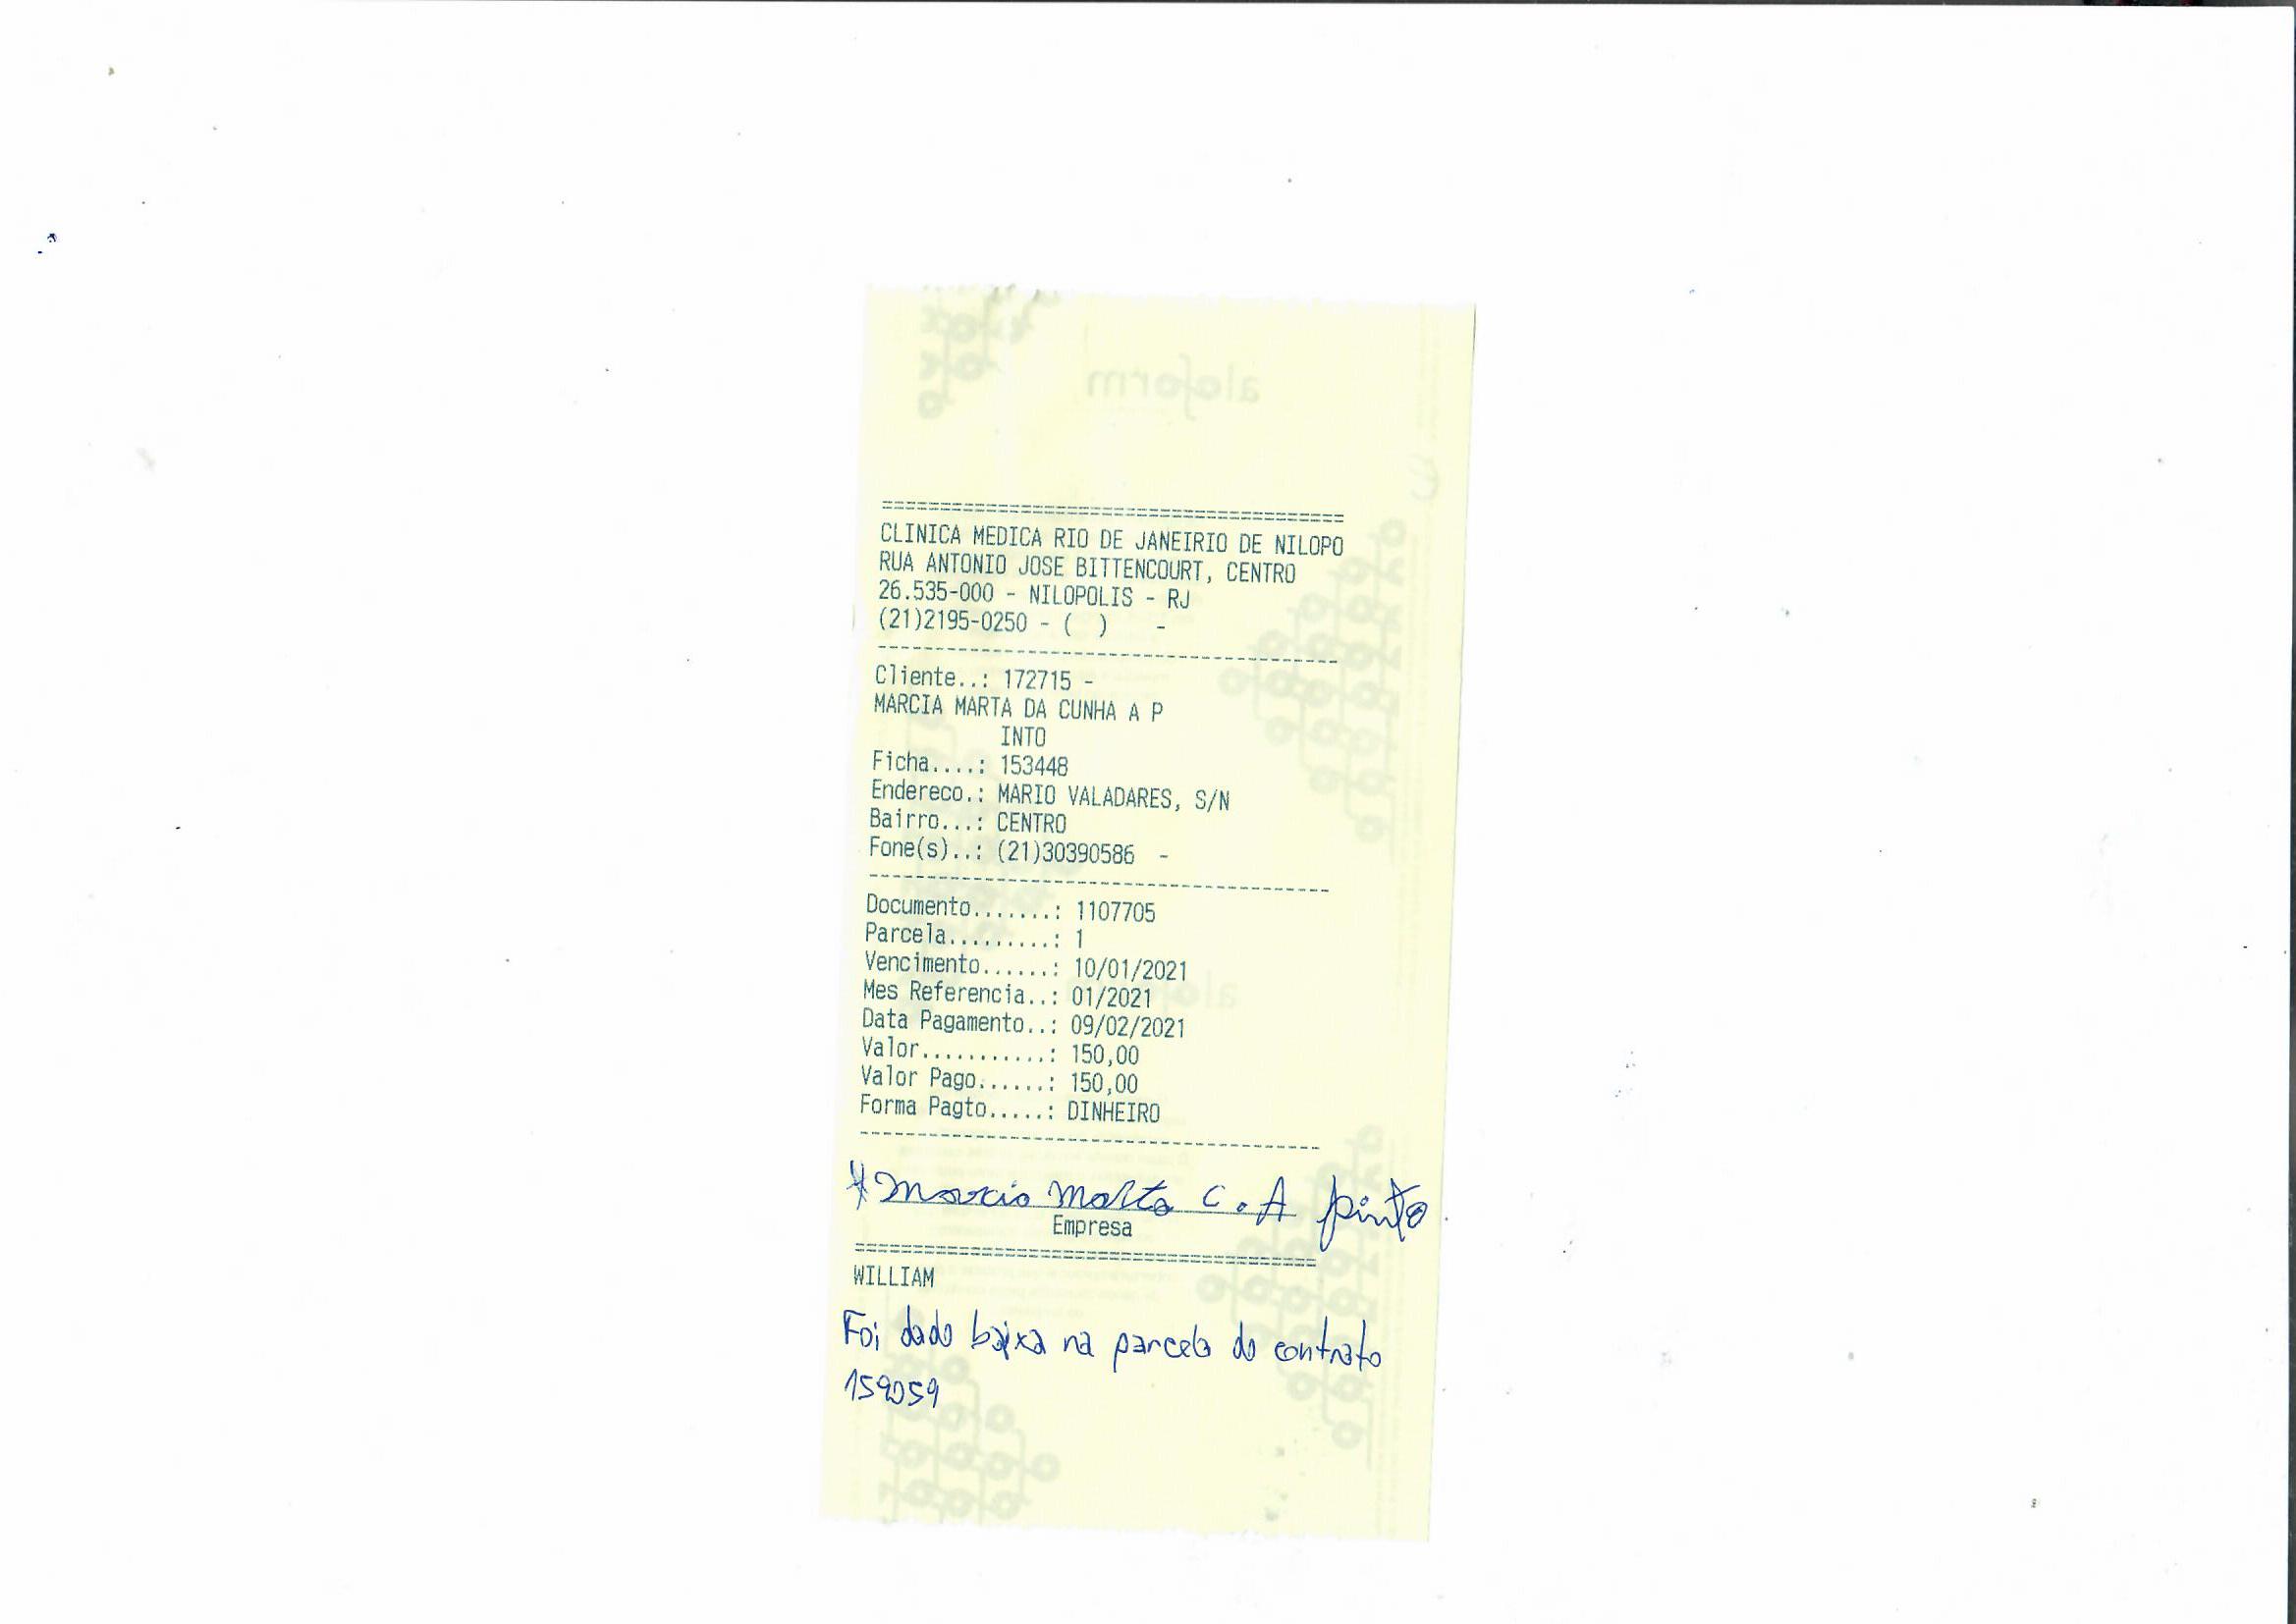 ========================================
CLINICA MEDICA RIO DE JANEIRIO DE NILOPO
RUA ANTONIO JOSE BITTENCOURT, CENTRO
26.535-000 - NILOPOLIS - RJ
(21)2195-0250 - (  )    -
----------------------------------------
Cliente..: 172715 -
MARCIA MARTA DA CUNHA A P
INTO
Ficha....: 153448
Endereco.: MARIO VALADARES, S/N
Bairro...: CENTRO
Fone(s)..: (21)30390586  -
----------------------------------------
Documento.......: 1107705
Parcela.........: 1
Vencimento......: 10/01/2021
Mes Referencia..: 01/2021
Data Pagamento..: 09/02/2021
Valor...........: 150,00
Valor Pago......: 150,00
Forma Pagto.....: DINHEIRO
----------------------------------------
Marcia Marta C. A Pinto
Empresa
========================================
WILLIAM
Foi dado baixa na parcela do contrato
159059